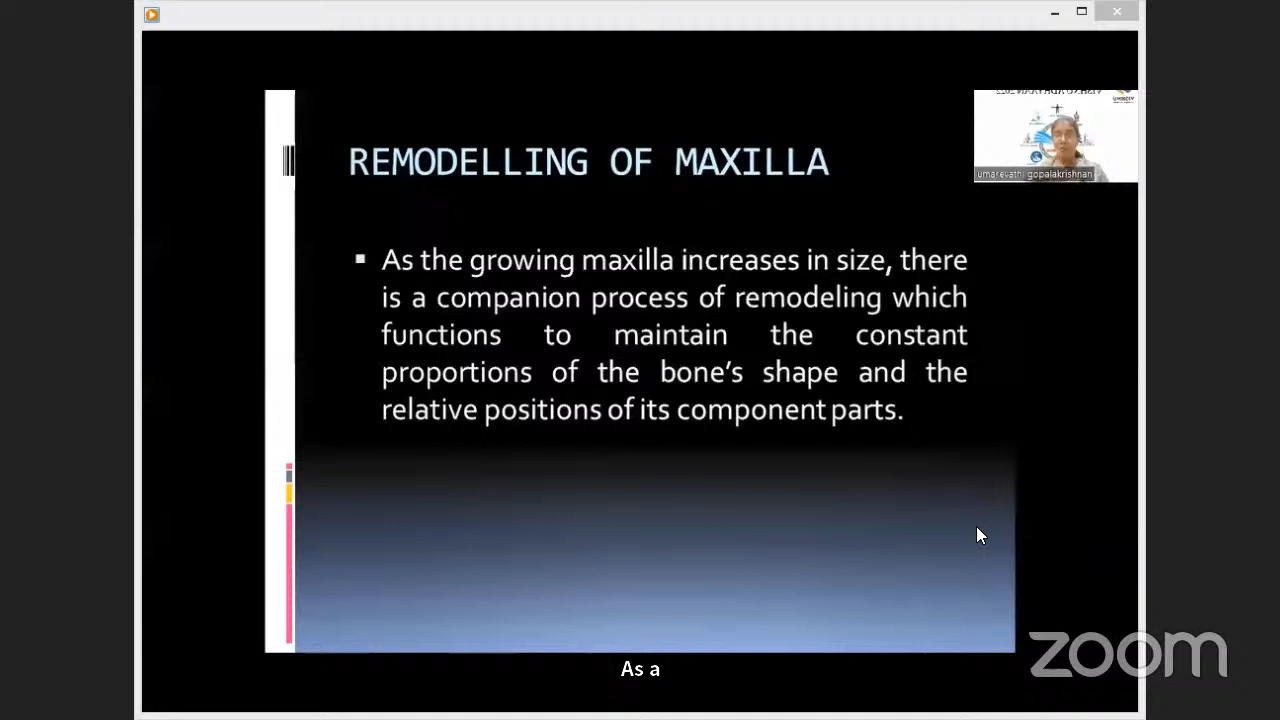 REMODELLING OF MAXILLA
As the growing maxilla increases in size, there
is a companion process of remodeling which
functions to maintain the constant
proportions of the bone's shape and the
relative positions of its component parts.
umarevathi gopalakrishnan
zoom
As a